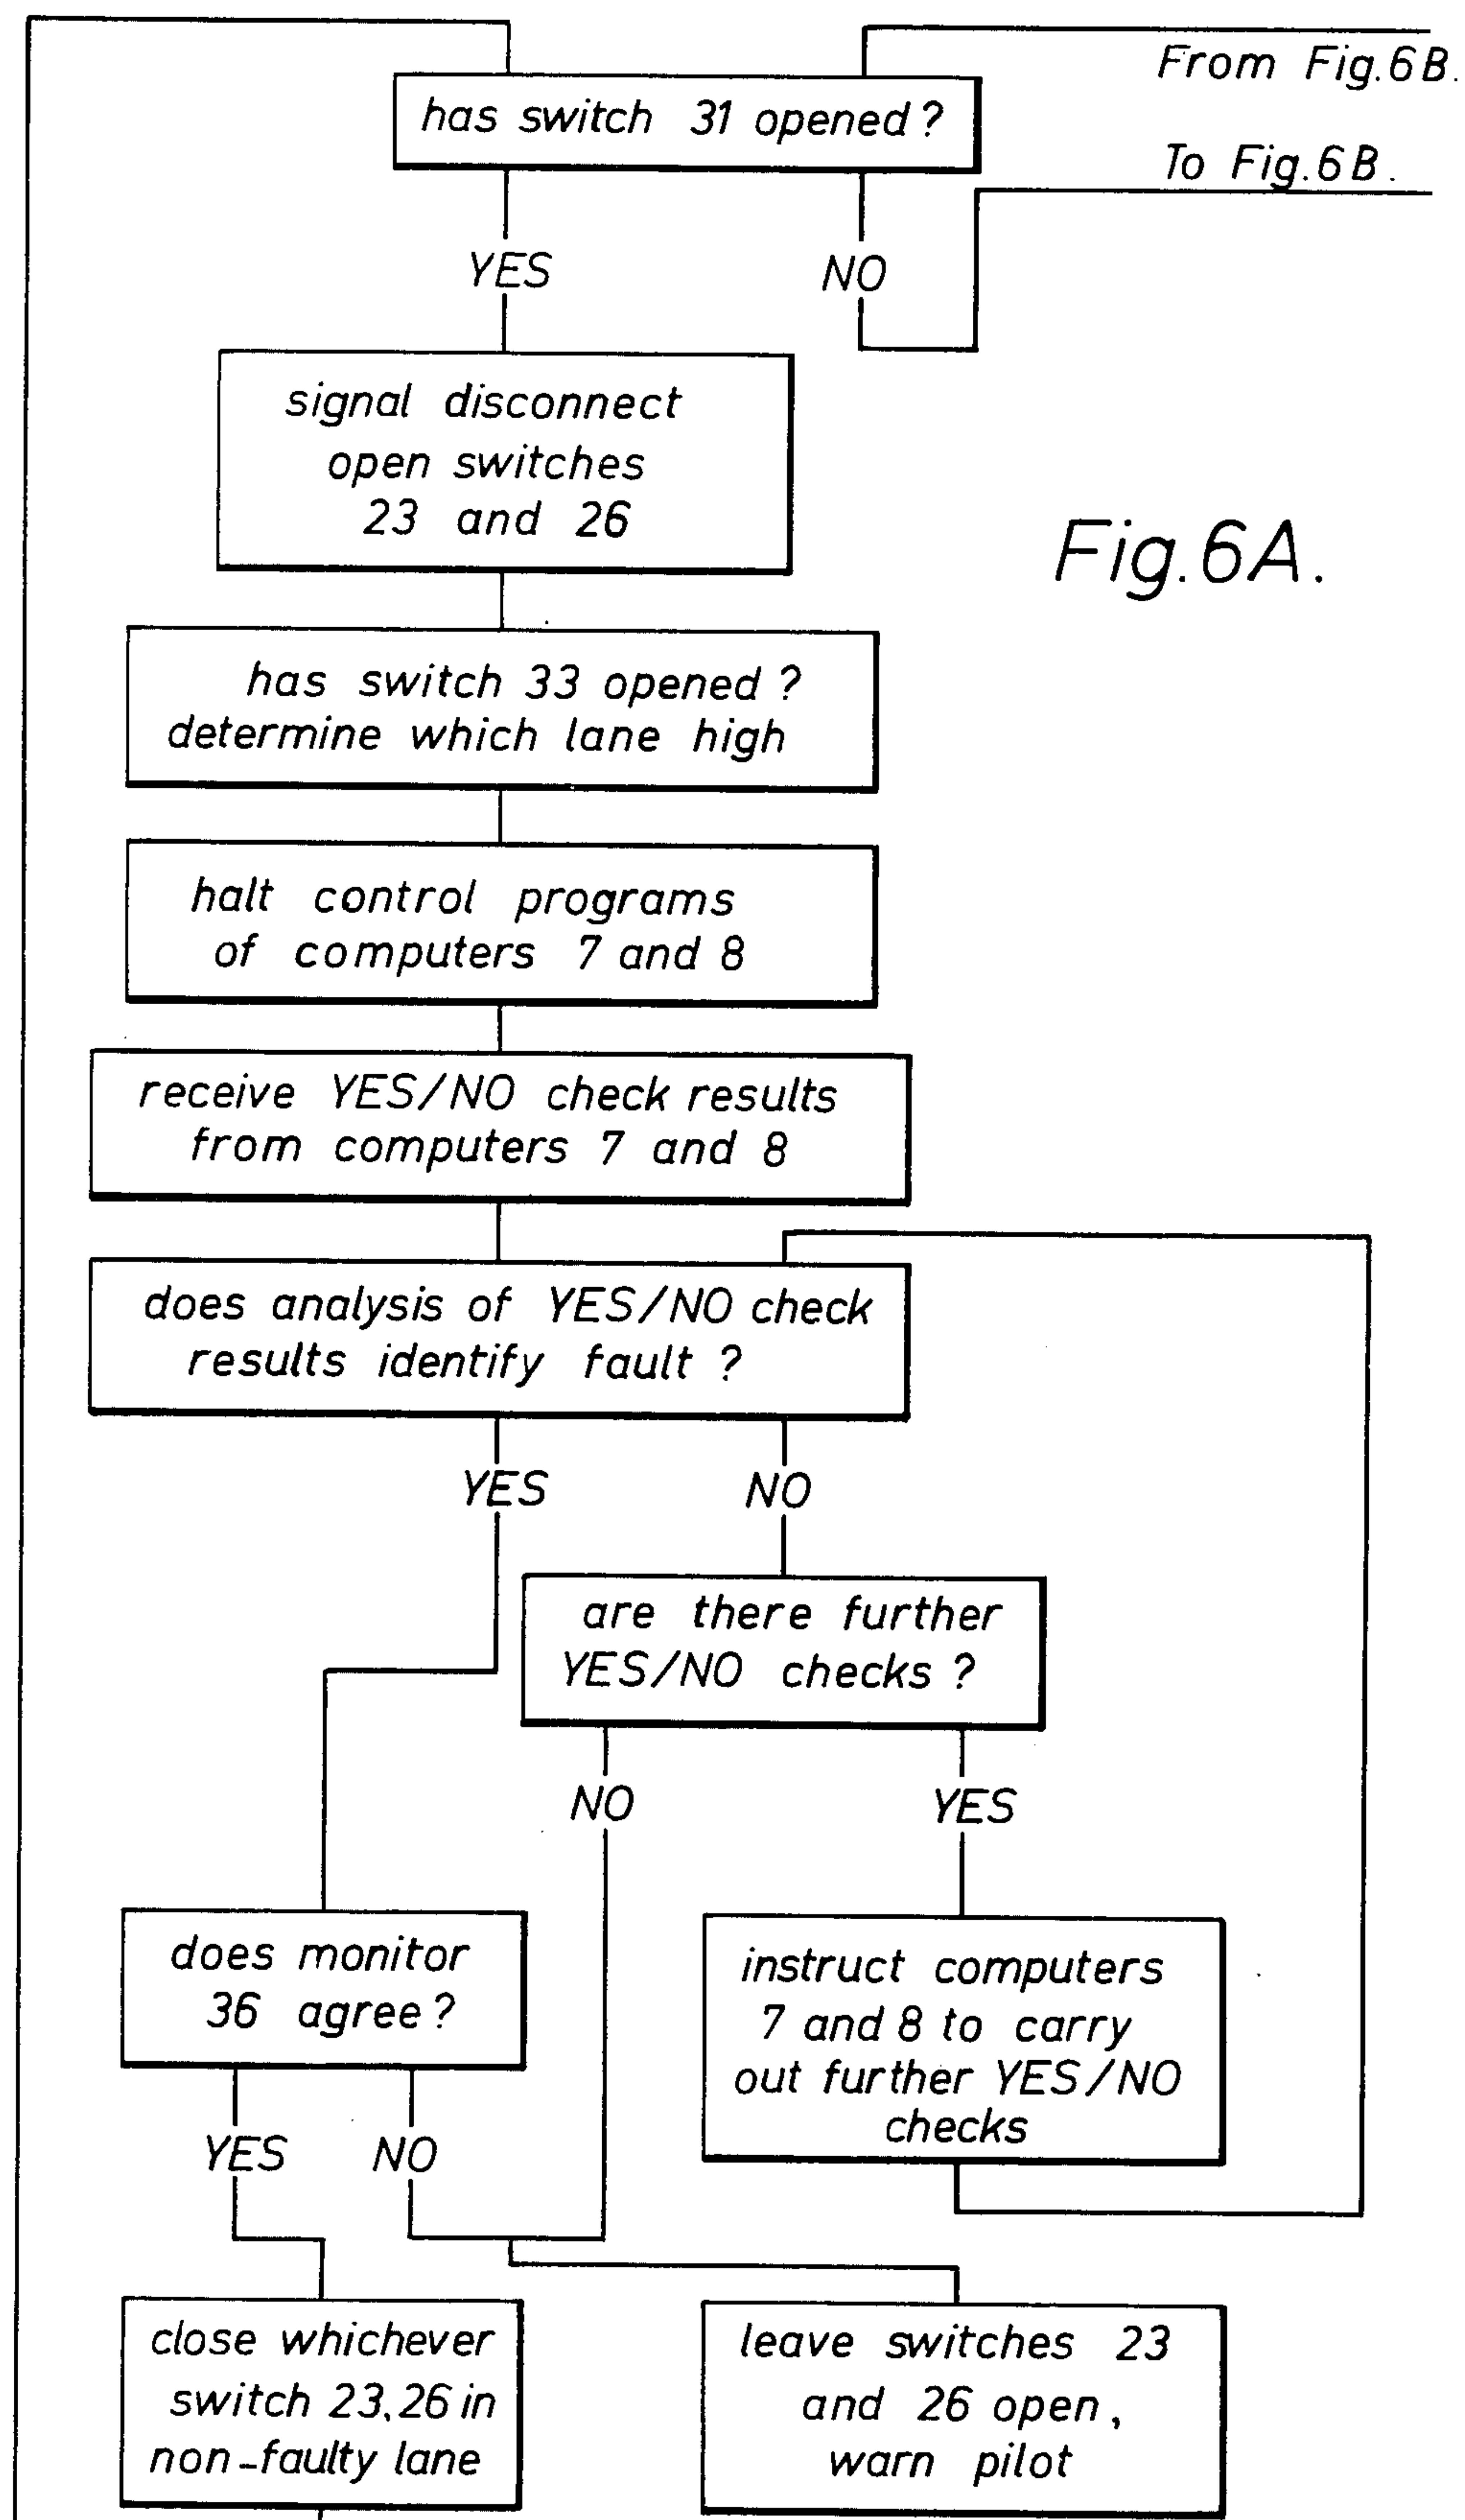 From Fig.6B.
has switch 31 opened?
To Fig.6B.
YES
NO
signal disconnect
open switches
23 and 26
Fig.6A.
has switch 33 opened?
determine which lane high
halt control programs
of computers 7 and 8
receive YES/NO check results
from computers 7 and 8
does analysis of YES/NO check
results identify fault?
YES
NO
are there further
YES/NO checks?
NO
YES
does monitor
36 agree?
instruct computers
7 and 8 to carry
out further YES/NO
checks
YES
NO
close whichever
switch 23,26 in
non-faulty lane
leave switches 23
and 26 open,
warn pilot